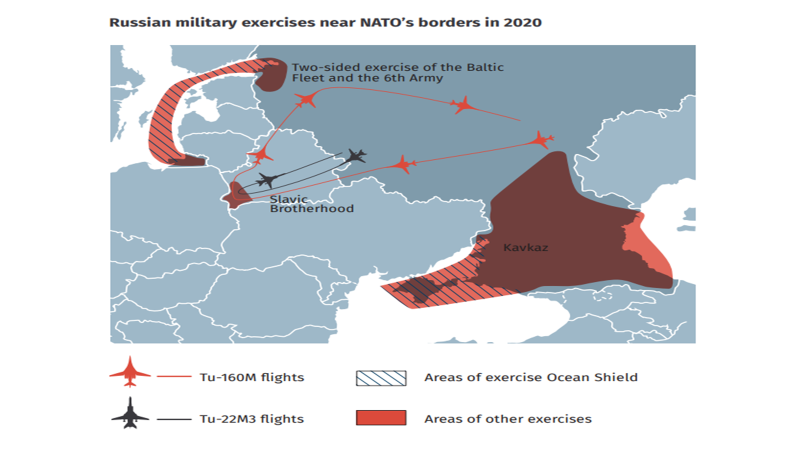 Russian military exercises near NATO’s borders in 2020
Two-sided exercise of the Baltic
Fleet and the 6th Army
Slavic
Brotherhood
Kavkaz
Tu-160M flights
Areas of exercise Ocean Shield
Tu-22M3 flights
Areas of other exercises